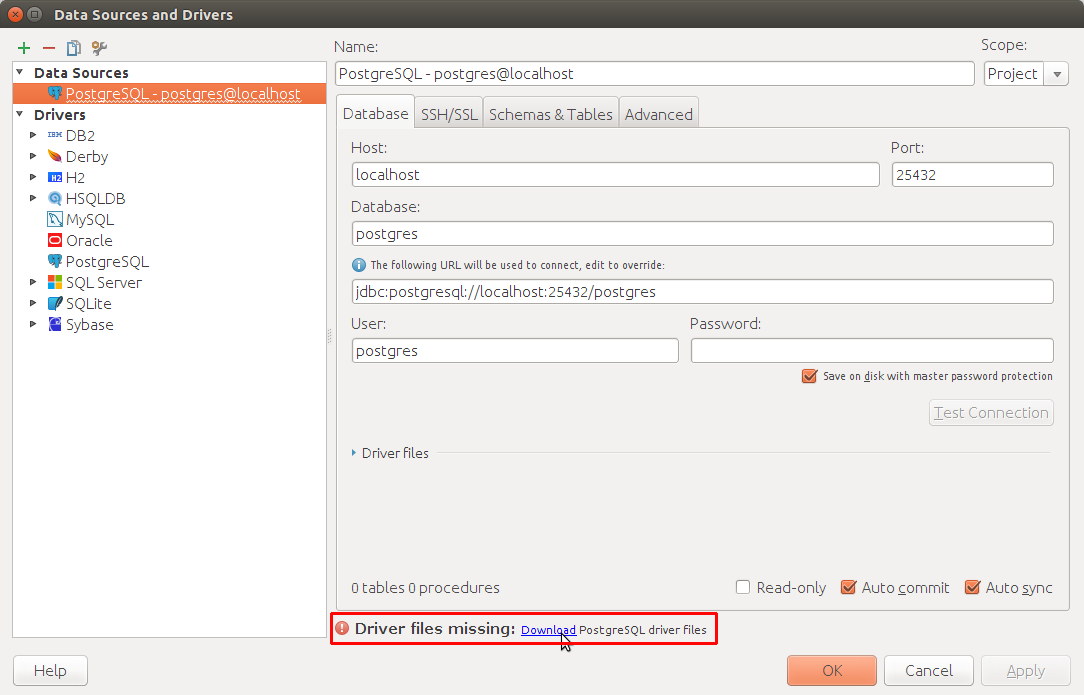 Data Sources and Drivers
Data Sources
PostgreSQL - postgres@localhost
Drivers
IBM DB2
Derby
H2 H2
HSQLDB
MySQL
Oracle
PostgreSQL
SQL Server
SQLite
Sybase
Name:
Scope:
PostgreSQL - postgres@localhost
Project
Database SSH/SSL Schemas & Tables Advanced
Host:
Port:
localhost
25432
Database:
postgres
The following URL will be used to connect, edit to override:
jdbc:postgresql://localhost:25432/postgres
User:
Password:
postgres
Save on disk with master password protection
Test Connection
Driver files
0 tables 0 procedures
Read-only
Auto commit
Auto sync
Driver files missing: Download PostgreSQL driver files
Help
OK
Cancel
Apply